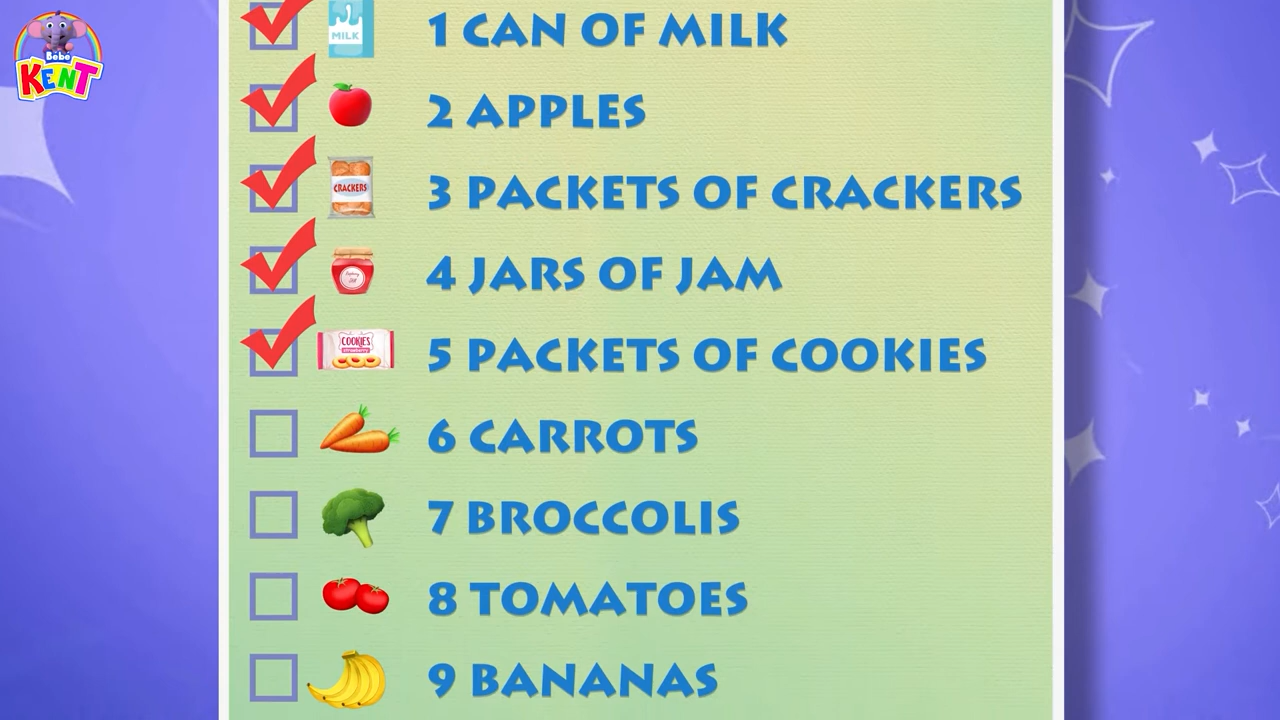 Bébé
KENT
MILK
1 CAN OF MILK
2 APPLES
CRACKERS
3 PACKETS OF CRACKERS
4 JARS OF JAM
COOKIES
5 PACKETS OF COOKIES
6 CARROTS
7 BROCCOLIS
8 TOMATOES
9 BANANAS